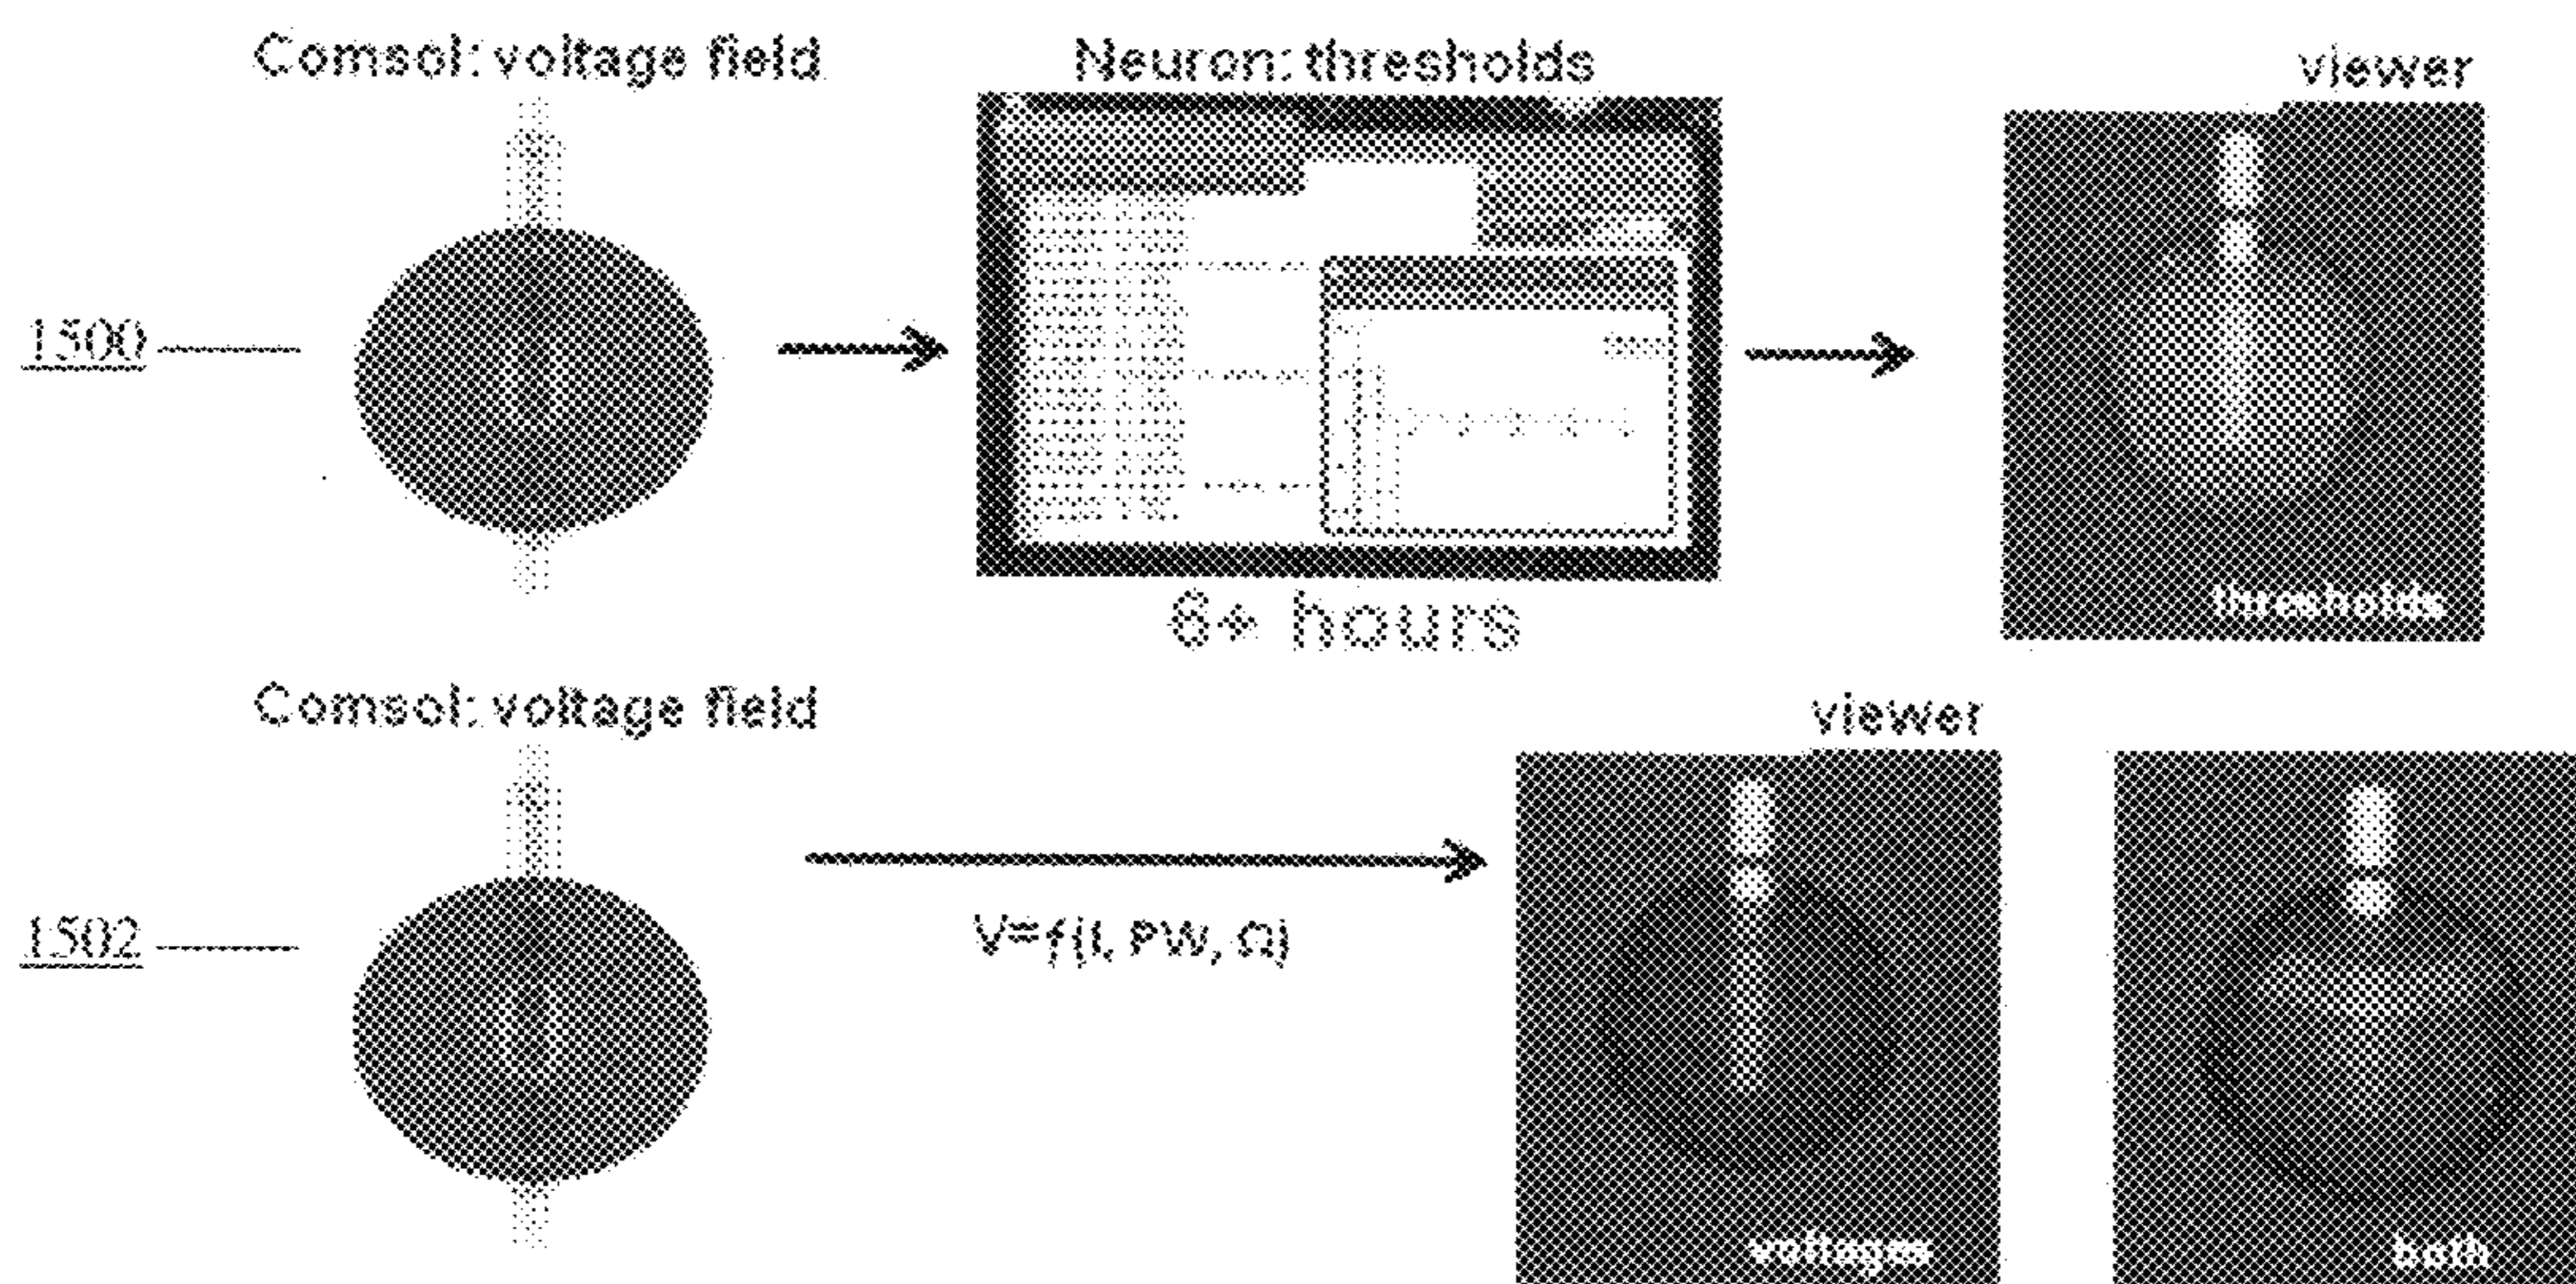 Comsol: voltage field
Neuron: thresholds
viewer
1500
thresholds
6+ hours
Comsol: voltage field
viewer
1502
V=f(I, PW, Ω)
voltages
both